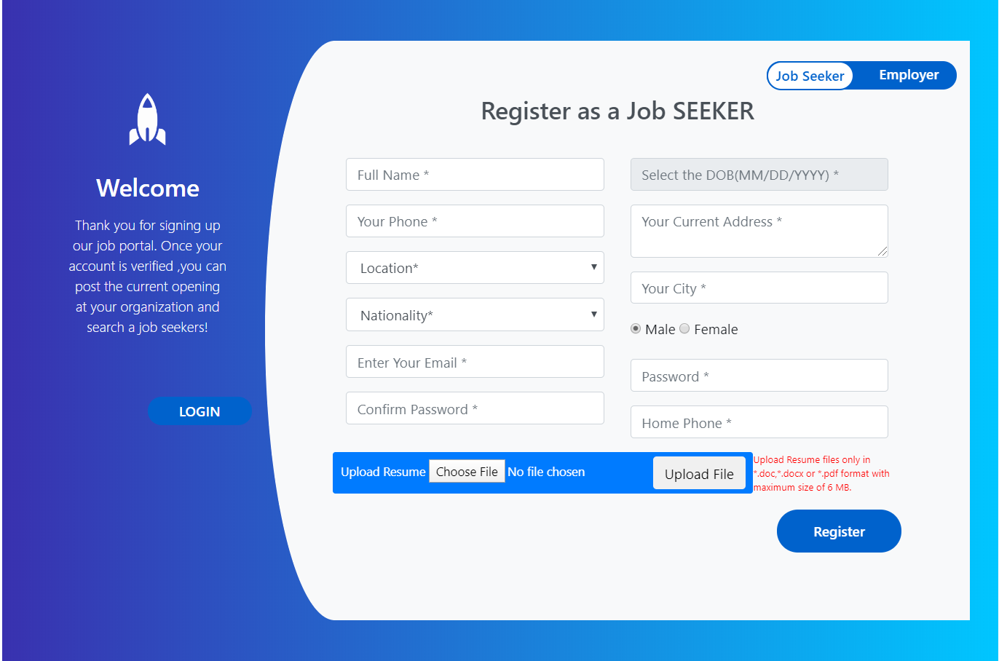 Job Seeker
Employer
Register as a Job SEEKER
Welcome
Thank you for signing up
our job portal. Once your
account is verified ,you can
post the current opening
at your organization and
search a job seekers!
LOGIN
Full Name *
Your Phone *
Location*
Nationality*
Enter Your Email *
Confirm Password *
Select the DOB(MM/DD/YYYY) *
Your Current Address *
Your City *
Male Female
Password *
Home Phone *
Upload Resume Choose File No file chosen Upload File
Upload Resume files only in
*.doc,*.docx or *.pdf format with
maximum size of 6 MB.
Register